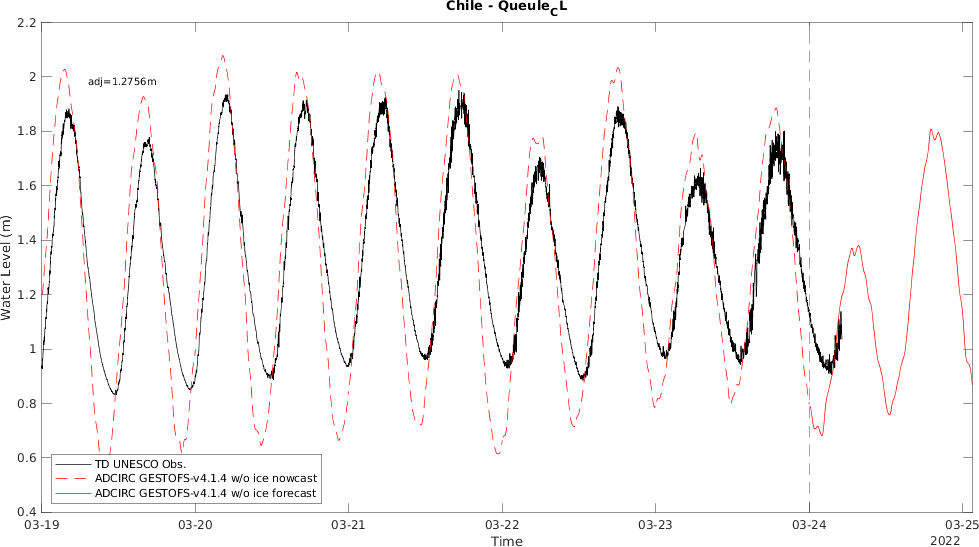 Chile - Queule_CL
2.2
2
1.8
1.6
1.4
1.2
1
0.8
0.6
0.4
Water Level (m)
adj=1.2756m
TD UNESCO Obs.
ADCIRC GESTOFS-v4.1.4 w/o ice nowcast
ADCIRC GESTOFS-v4.1.4 w/o ice forecast
03-19 03-20 03-21 03-22 03-23 03-24 03-25
Time 2022